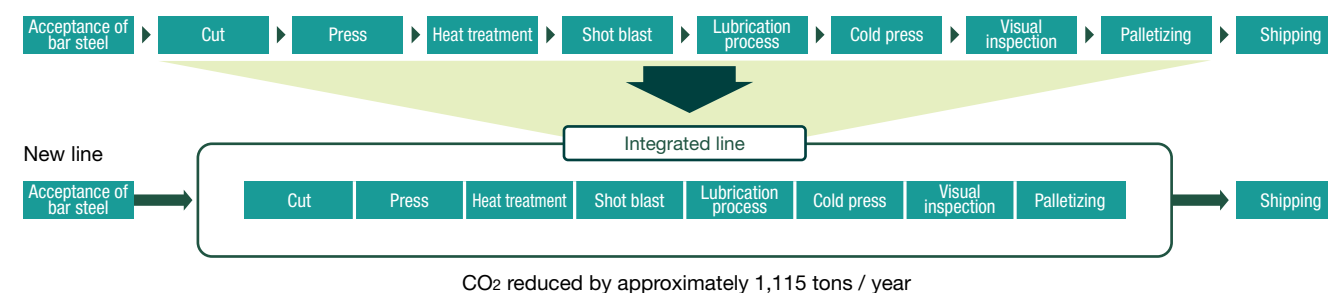 Acceptance of
bar steel
Cut
Press
Heat treatment
Shot blast
Lubrication
process
Cold press
Visual
inspection
Palletizing
Shipping
Integrated line
New line
Acceptance of
bar steel
Cut
Press
Heat treatment
Shot blast
Lubrication
process
Cold press
Visual
inspection
Palletizing
Shipping
CO2 reduced by approximately 1,115 tons / year